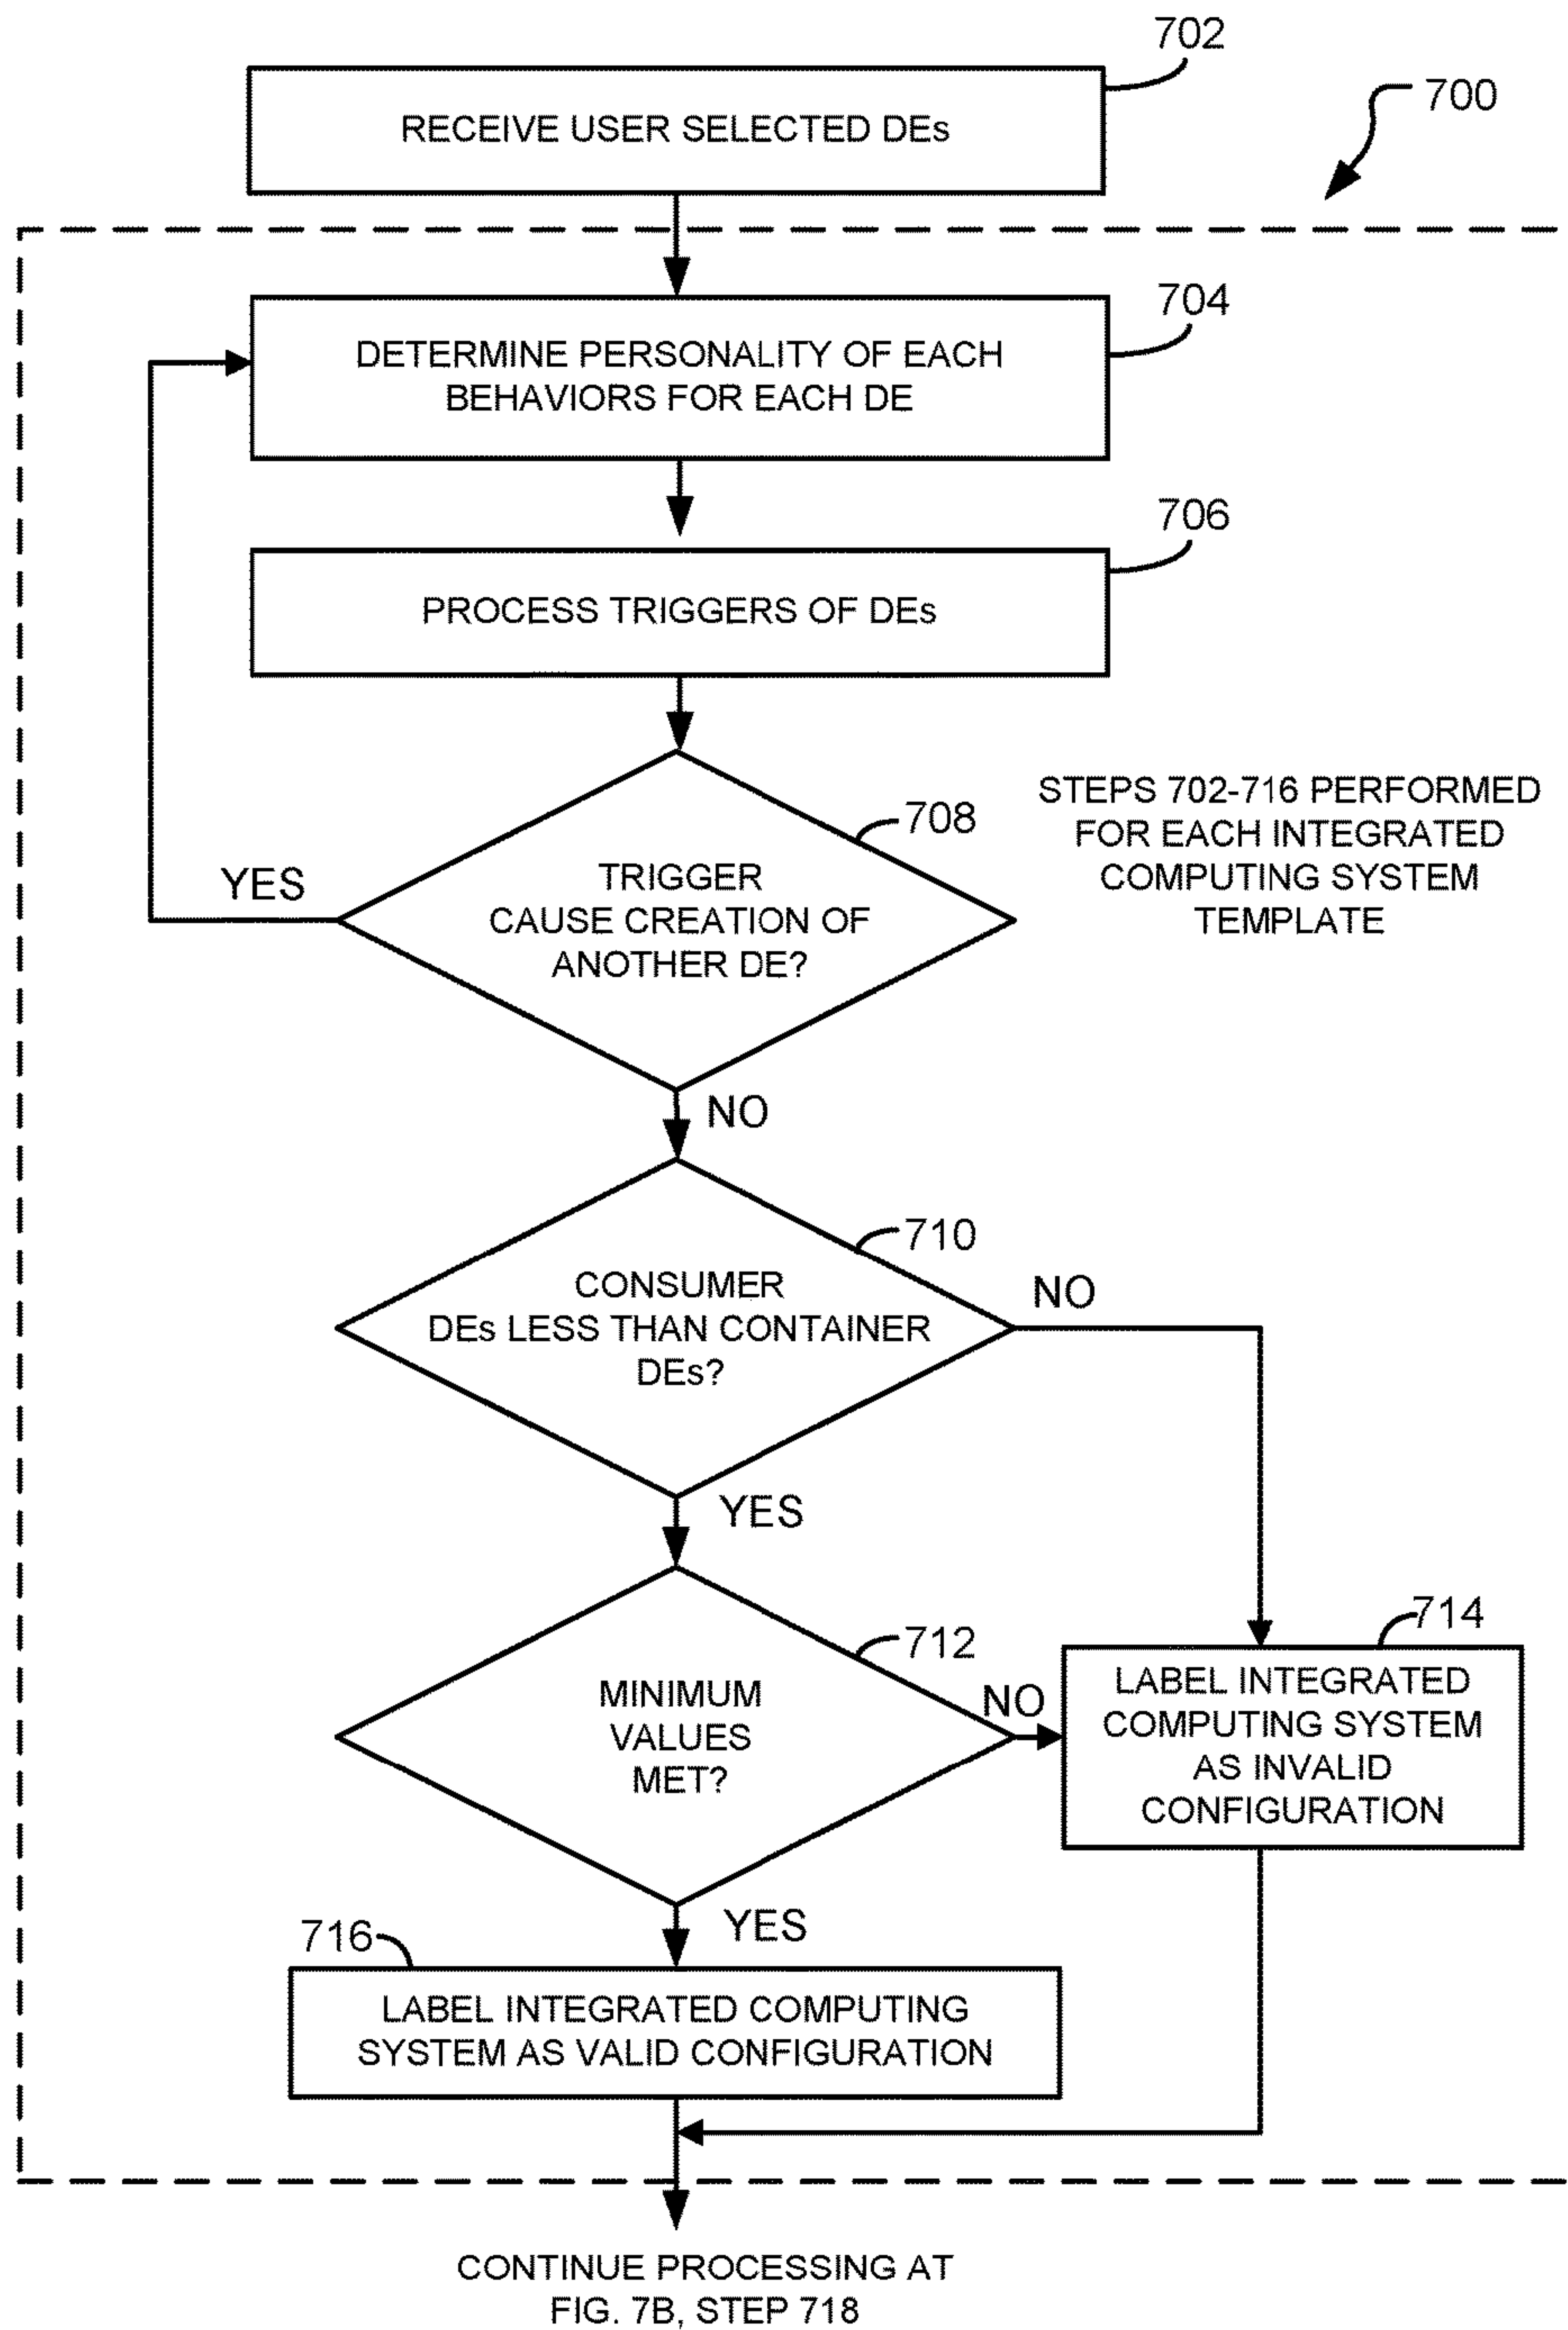 702
700
RECEIVE USER SELECTED DEs
704
DETERMINE PERSONALITY OF EACH
BEHAVIORS FOR EACH DE
706
PROCESS TRIGGERS OF DEs
708
STEPS 702-716 PERFORMED
FOR EACH INTEGRATED
COMPUTING SYSTEM
TEMPLATE
YES
TRIGGER
CAUSE CREATION OF
ANOTHER DE?
NO
710
CONSUMER
DEs LESS THAN CONTAINER
DEs?
NO
YES
712
MINIMUM
VALUES
MET?
NO
714
LABEL INTEGRATED
COMPUTING SYSTEM
AS INVALID
CONFIGURATION
YES
716
LABEL INTEGRATED COMPUTING
SYSTEM AS VALID CONFIGURATION
CONTINUE PROCESSING AT
FIG. 7B, STEP 718